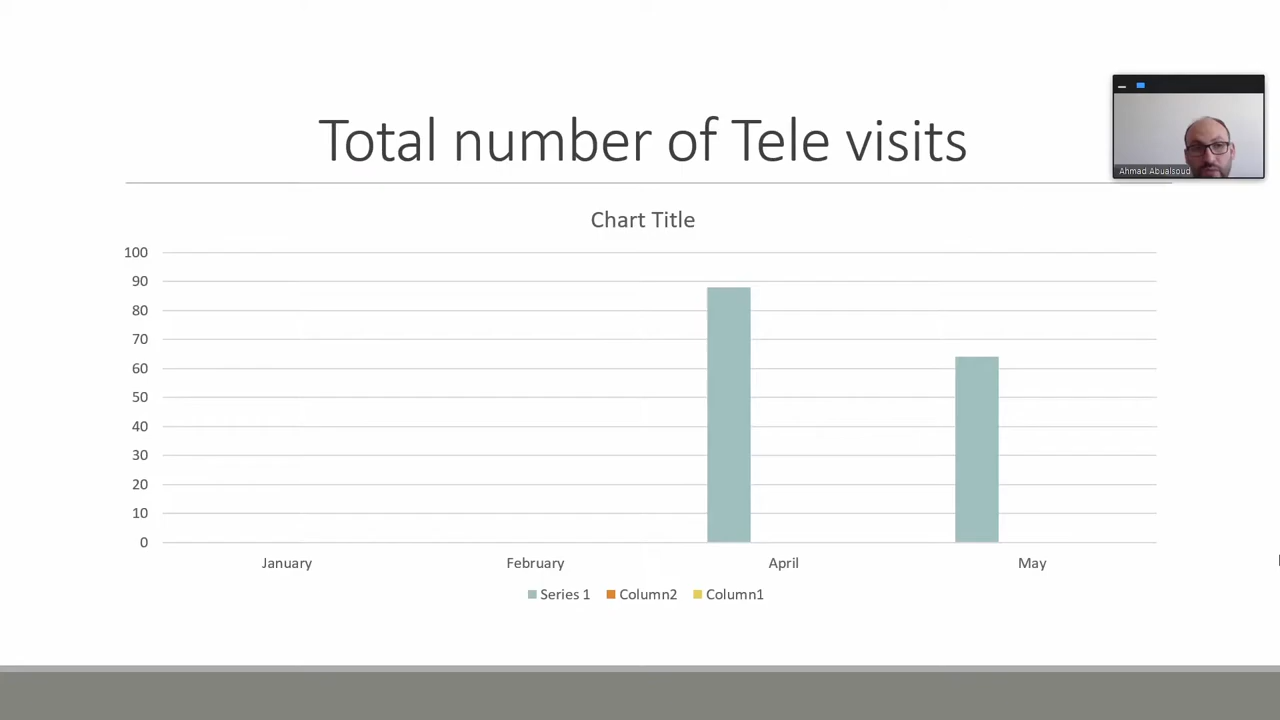 Total number of Tele visits
Ahmad Abualsoud
Chart Title
100
90
80
70
60
50
40
30
20
10
0
January February April May
Series 1 Column2 Column1